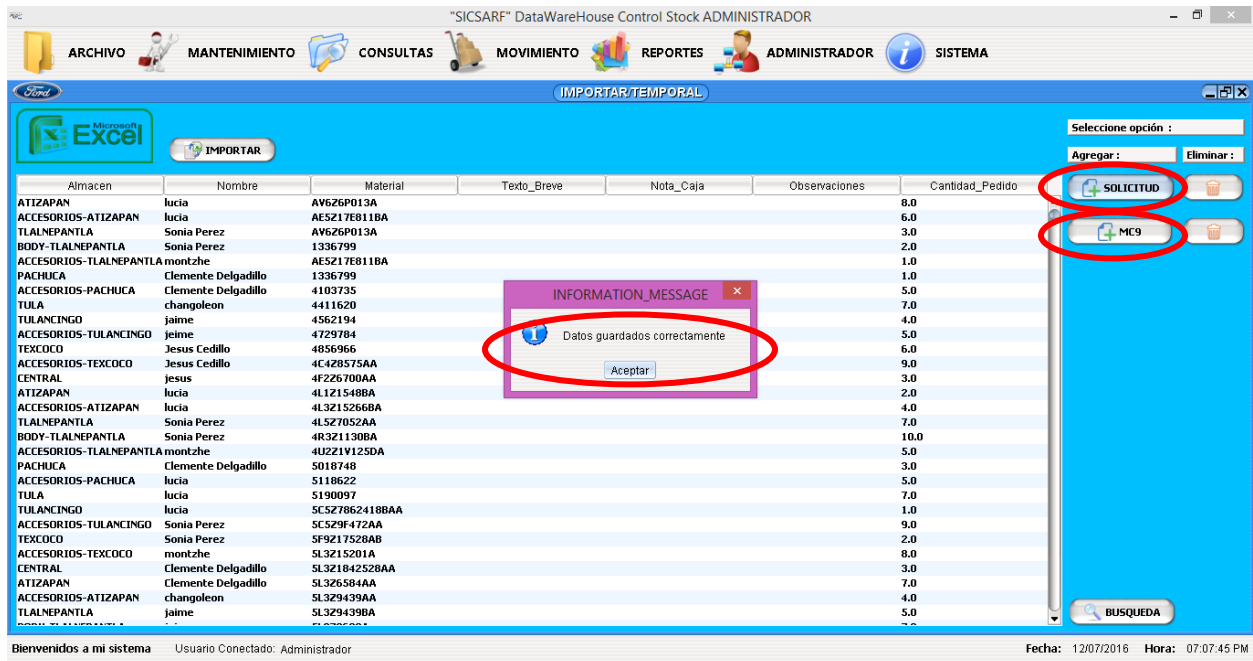 "SICSARF" DataWareHouse Control Stock ADMINISTRADOR
ARCHIVO MANTENIMIENTO CONSULTAS MOVIMIENTO REPORTES ADMINISTRADOR SISTEMA
Ford IMPORTAR/TEMPORAL
Microsoft Excel
IMPORTAR
Seleccione opción :
Agregar : Eliminar :
SOLICITUD
MC9
Almacen Nombre Material Texto_Breve Nota_Caja Observaciones Cantidad_Pedido
ATIZAPAN lucia AV6Z6P013A 8.0
ACCESORIOS-ATIZAPAN lucia AE5Z17E811BA 6.0
TLALNEPANTLA Sonia Perez AV6Z6P013A 3.0
BODY-TLALNEPANTLA Sonia Perez 1336799 2.0
ACCESORIOS-TLALNEPANTLA montzhe AE5Z17E811BA 1.0
PACHUCA Clemente Delgadillo 1336799 1.0
ACCESORIOS-PACHUCA Clemente Delgadillo 4103735 5.0
TULA changoleon 4411620 7.0
TULANCINGO jaime 4562194 4.0
ACCESORIOS-TULANCINGO jeime 4729784 5.0
TEXCOCO Jesus Cedillo 4856966 6.0
ACCESORIOS-TEXCOCO Jesus Cedillo 4C4Z8575AA 9.0
CENTRAL jesus 4F2Z6700AA 3.0
ATIZAPAN lucia 4L1Z1548BA 2.0
ACCESORIOS-ATIZAPAN lucia 4L3Z15266BA 4.0
TLALNEPANTLA Sonia Perez 4L5Z7052AA 7.0
BODY-TLALNEPANTLA Sonia Perez 4R3Z1130BA 10.0
ACCESORIOS-TLALNEPANTLA montzhe 4U2Z1V125DA 5.0
PACHUCA Clemente Delgadillo 5018748 3.0
ACCESORIOS-PACHUCA lucia 5118622 5.0
TULA lucia 5190097 7.0
TULANCINGO lucia 5C5Z7862418BAA 1.0
ACCESORIOS-TULANCINGO Sonia Perez 5C5Z9F472AA 9.0
TEXCOCO Sonia Perez 5F9Z17528AB 2.0
ACCESORIOS-TEXCOCO montzhe 5L3Z15201A 8.0
CENTRAL Clemente Delgadillo 5L3Z1842528AA 3.0
ATIZAPAN Clemente Delgadillo 5L3Z6584AA 7.0
ACCESORIOS-ATIZAPAN changoleon 5L3Z9439AA 4.0
TLALNEPANTLA jaime 5L3Z9439BA 5.0
INFORMATION_MESSAGE
Datos guardados correctamente
Aceptar
BUSQUEDA
Bienvenidos a mi sistema Usuario Conectado: Administrador Fecha: 12/07/2016 Hora: 07:07:45 PM